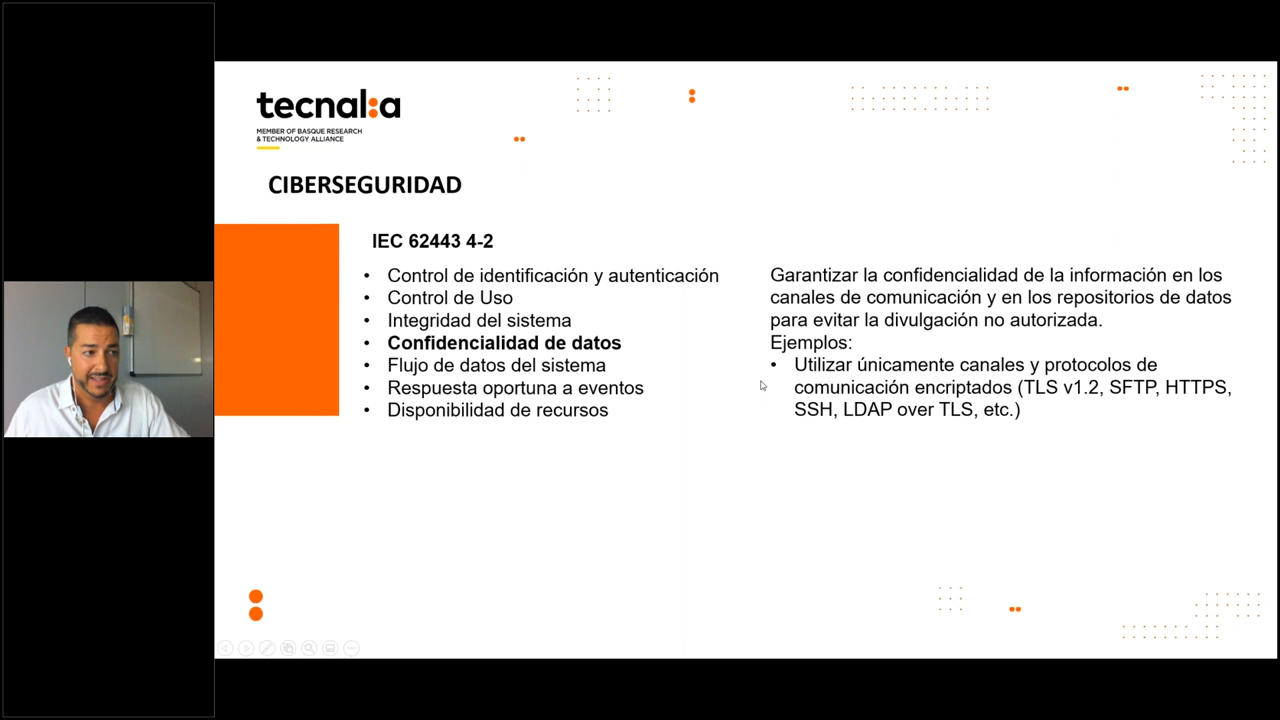 tecnal:a
MEMBER OF BASQUE RESEARCH
& TECHNOLOGY ALLIANCE
CIBERSEGURIDAD
IEC 62443 4-2
• Control de identificación y autenticación
• Control de Uso
• Integridad del sistema
• Confidencialidad de datos
• Flujo de datos del sistema
• Respuesta oportuna a eventos
• Disponibilidad de recursos
Garantizar la confidencialidad de la información en los
canales de comunicación y en los repositorios de datos
para evitar la divulgación no autorizada.
Ejemplos:
• Utilizar únicamente canales y protocolos de
comunicación encriptados (TLS v1.2, SFTP, HTTPS,
SSH, LDAP over TLS, etc.)